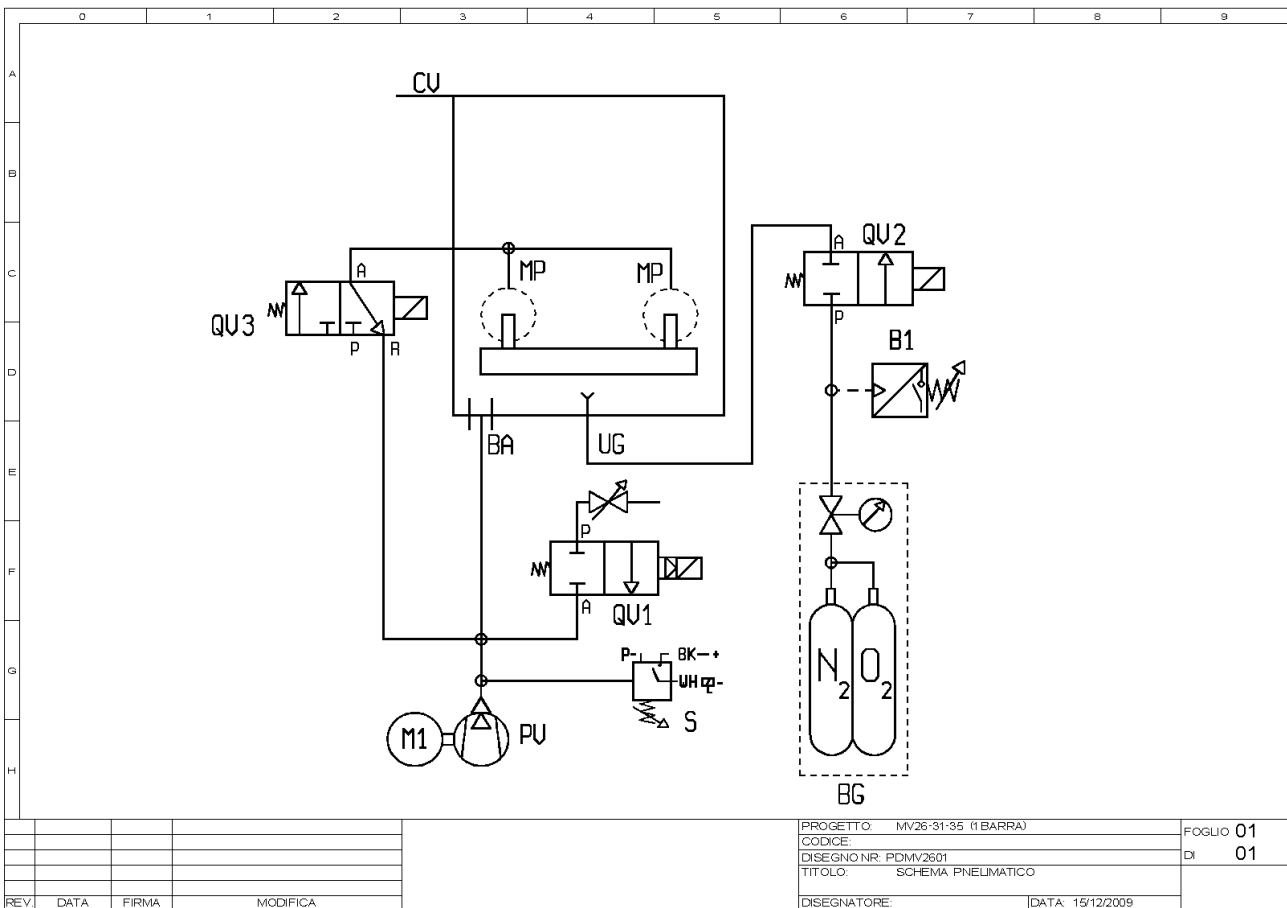 0 1 2 3 4 5 6 7 8 9
A
B
C
D
E
F
G
H
CV
A QV2
A
MP MP
QV3
P
P R
B1
BA UG
P
A QV1
P- BK-+
WH -
S
N2 O2
M1 PV
BG
PROGETTO: MV26-31-35 (1 BARRA)
FOGLIO 01
CODICE:
DISEGNO NR: PDMV2601
DI 01
TITOLO: SCHEMA PNEUMATICO
REV. DATA FIRMA MODIFICA
DISEGNATORE: DATA: 15/12/2009